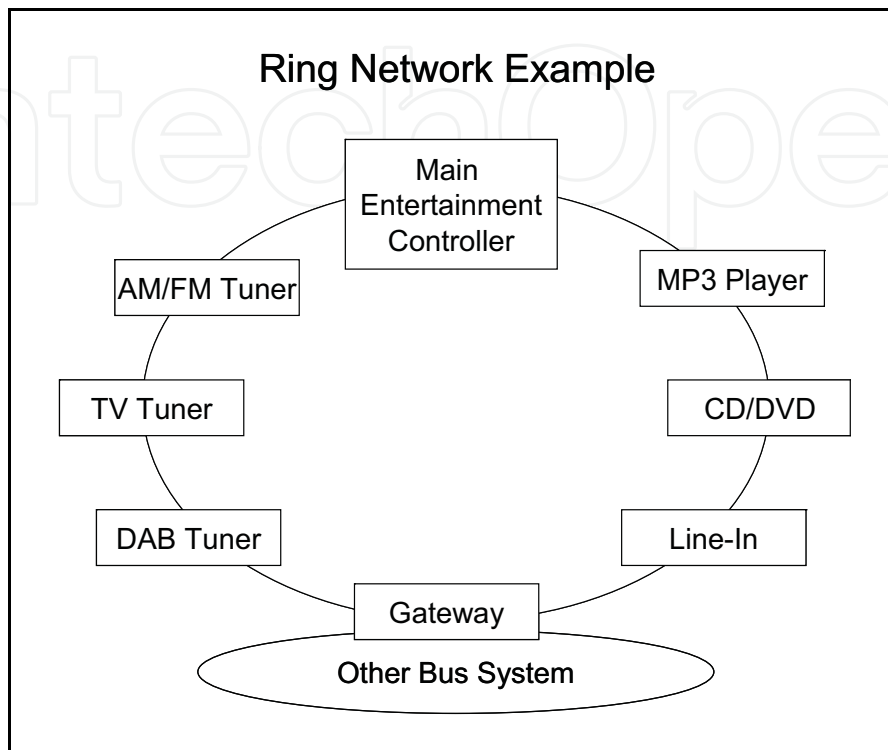 Ring Network Example
Main
Entertainment
Controller
AM/FM Tuner
MP3 Player
TV Tuner
CD/DVD
DAB Tuner
Line-In
Gateway
Other Bus System